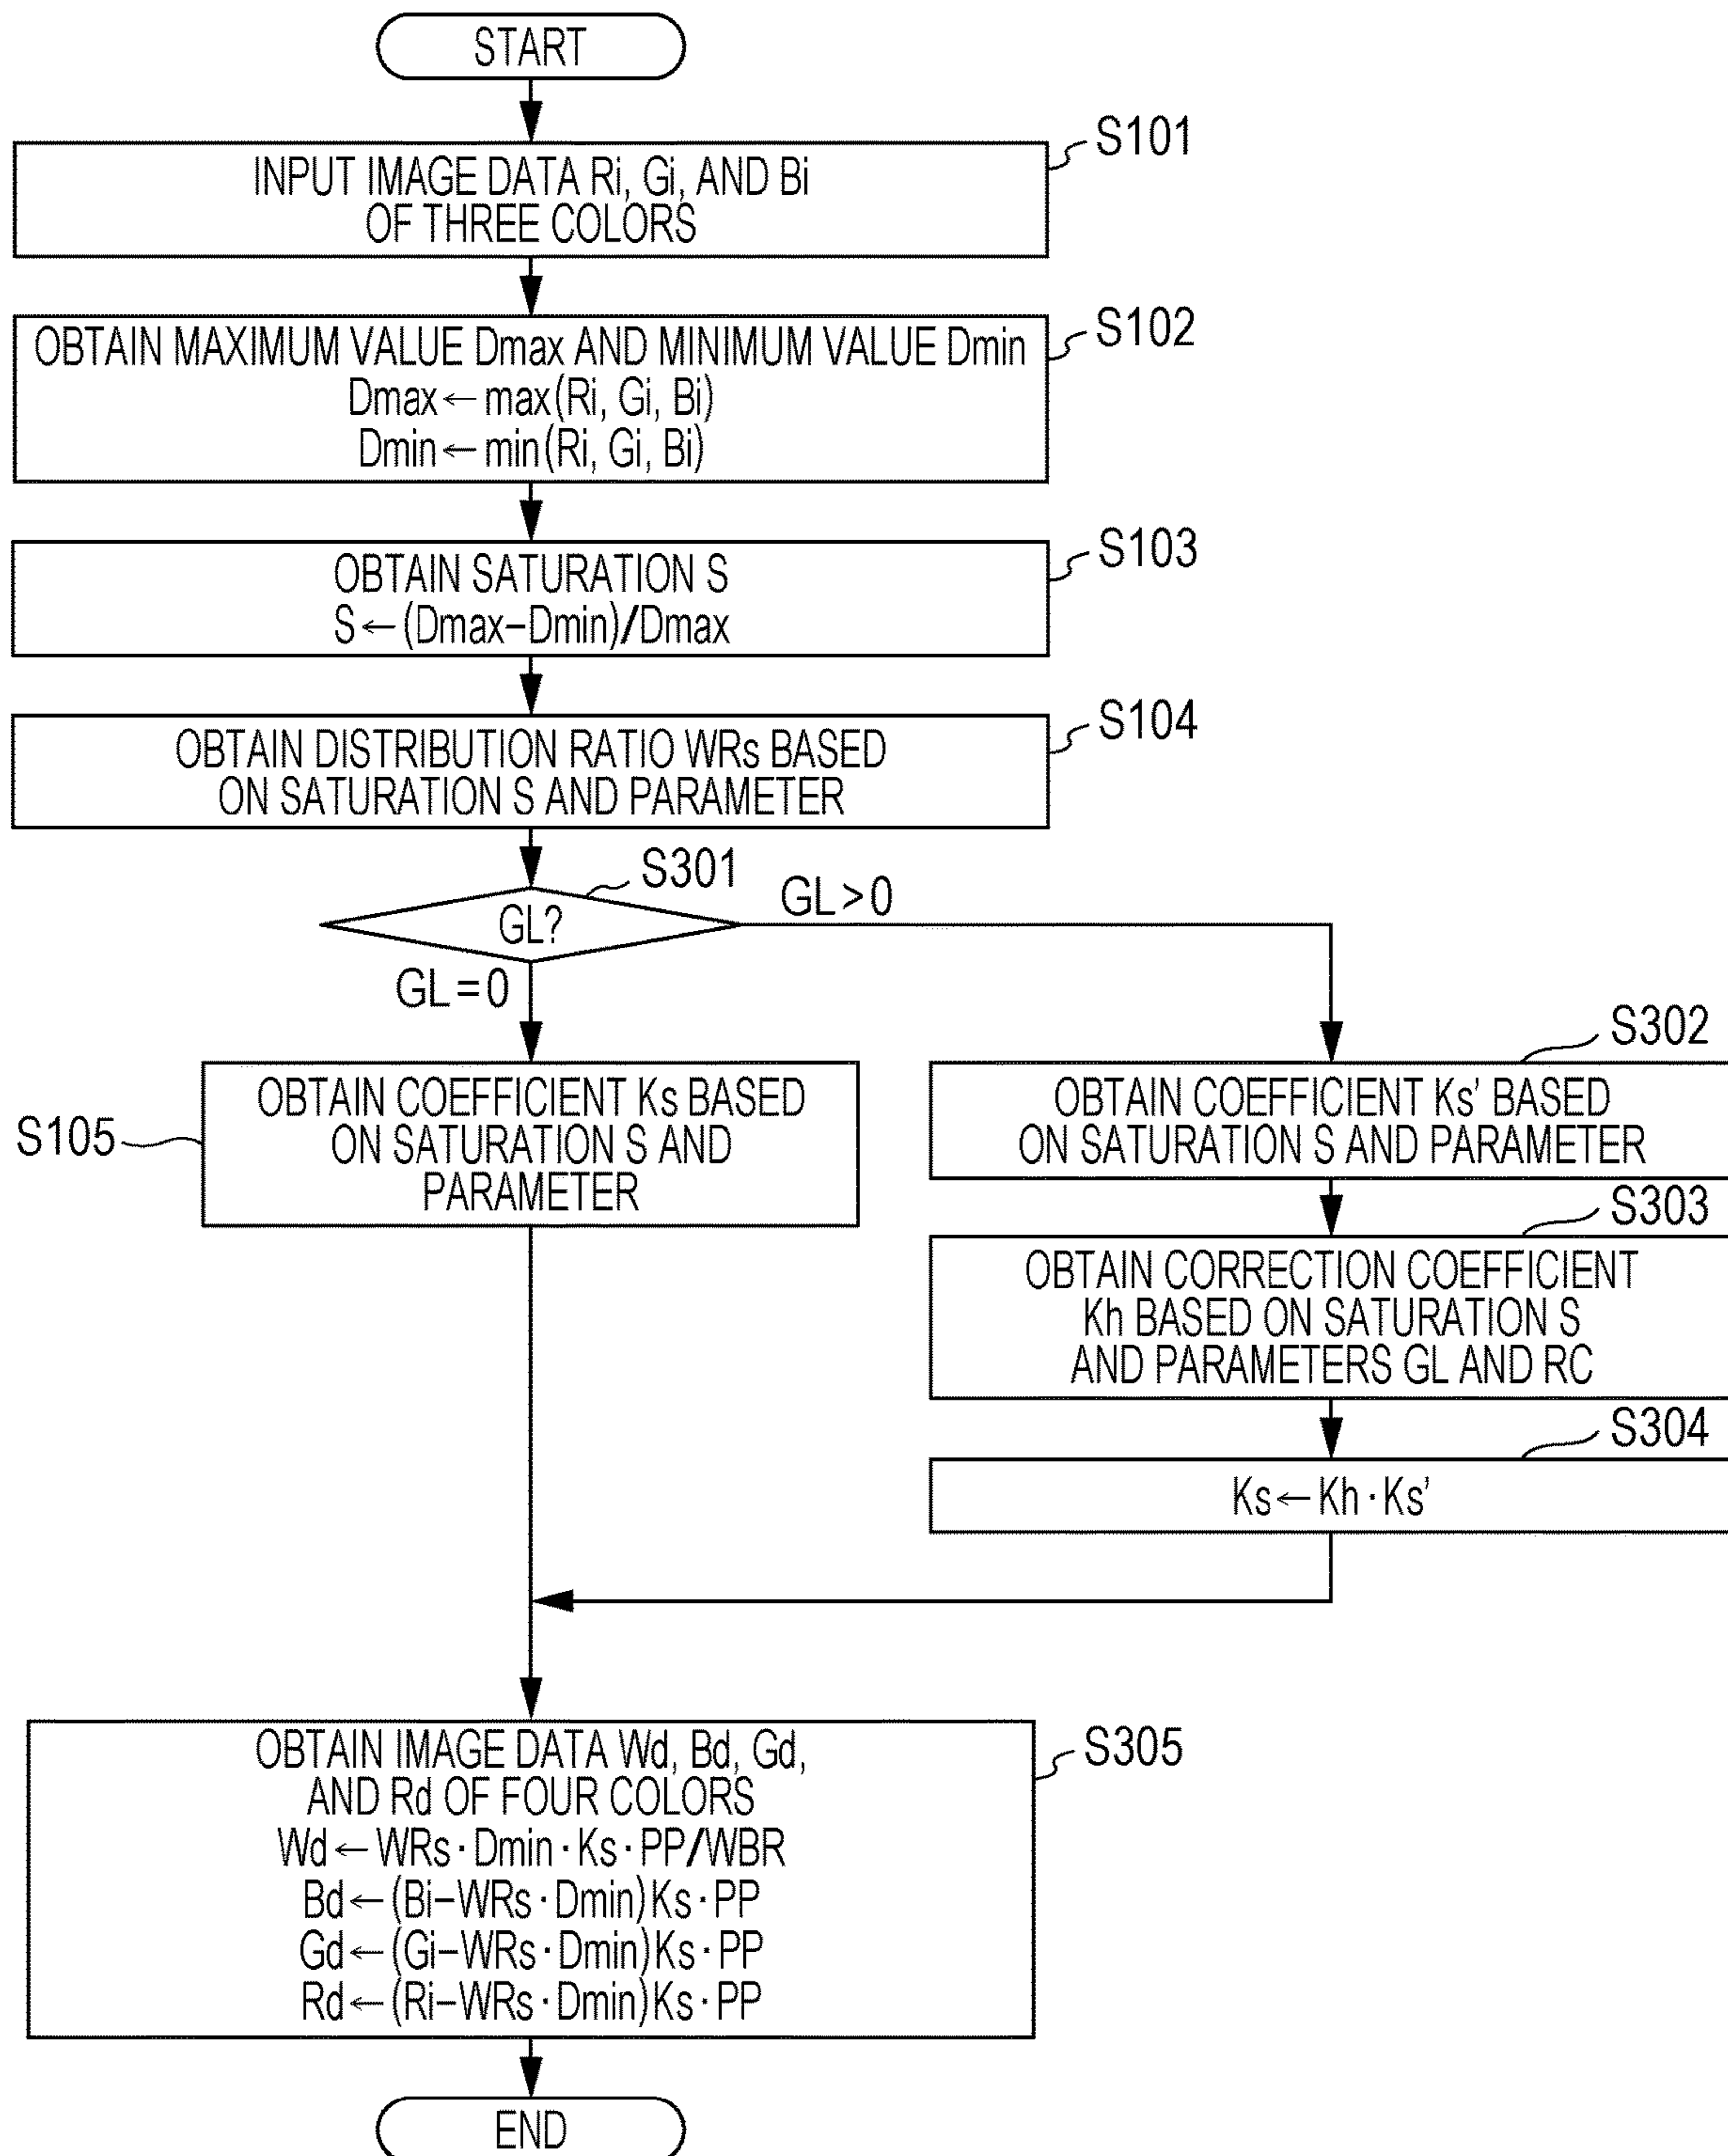 START
S101
INPUT IMAGE DATA Ri, Gi, AND Bi
OF THREE COLORS
S102
OBTAIN MAXIMUM VALUE Dmax AND MINIMUM VALUE Dmin
Dmax←max(Ri, Gi, Bi)
Dmin←min(Ri, Gi, Bi)
S103
OBTAIN SATURATION S
S←(Dmax-Dmin)/Dmax
S104
OBTAIN DISTRIBUTION RATIO WRs BASED
ON SATURATION S AND PARAMETER
S301
GL?
GL>0
GL=0
S105
OBTAIN COEFFICIENT Ks BASED
ON SATURATION S AND
PARAMETER
S302
OBTAIN COEFFICIENT Ks' BASED
ON SATURATION S AND PARAMETER
S303
OBTAIN CORRECTION COEFFICIENT
Kh BASED ON SATURATION S
AND PARAMETERS GL AND RC
S304
Ks←Kh·Ks'
S305
OBTAIN IMAGE DATA Wd, Bd, Gd,
AND Rd OF FOUR COLORS
Wd←WRs·Dmin·Ks·PP/WBR
Bd←(Bi-WRs·Dmin)Ks·PP
Gd←(Gi-WRs·Dmin)Ks·PP
Rd←(Ri-WRs·Dmin)Ks·PP
END